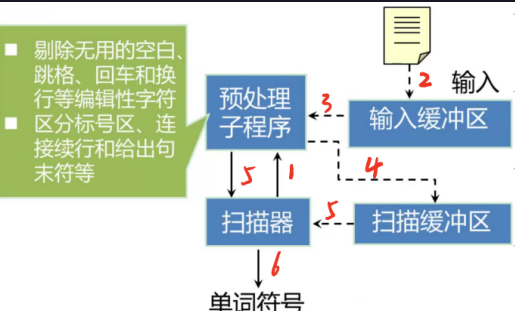 剔除无用的空白、
跳格、回车和换
行等编辑性字符
区分标号区、连
接续行和给出句
末符等
2
输入
预处理
子程序
3
输入缓冲区
5
1
4
扫描器
5
扫描缓冲区
6
单词符号